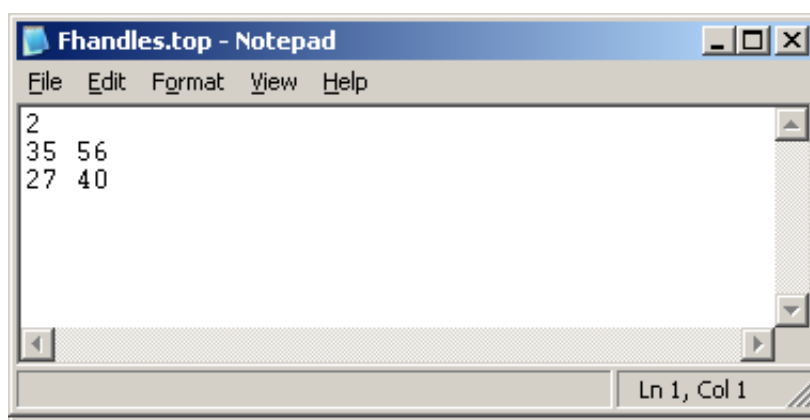 Fhandles.top - Notepad
File Edit Format View Help
2
35 56
27 40
Ln 1, Col 1